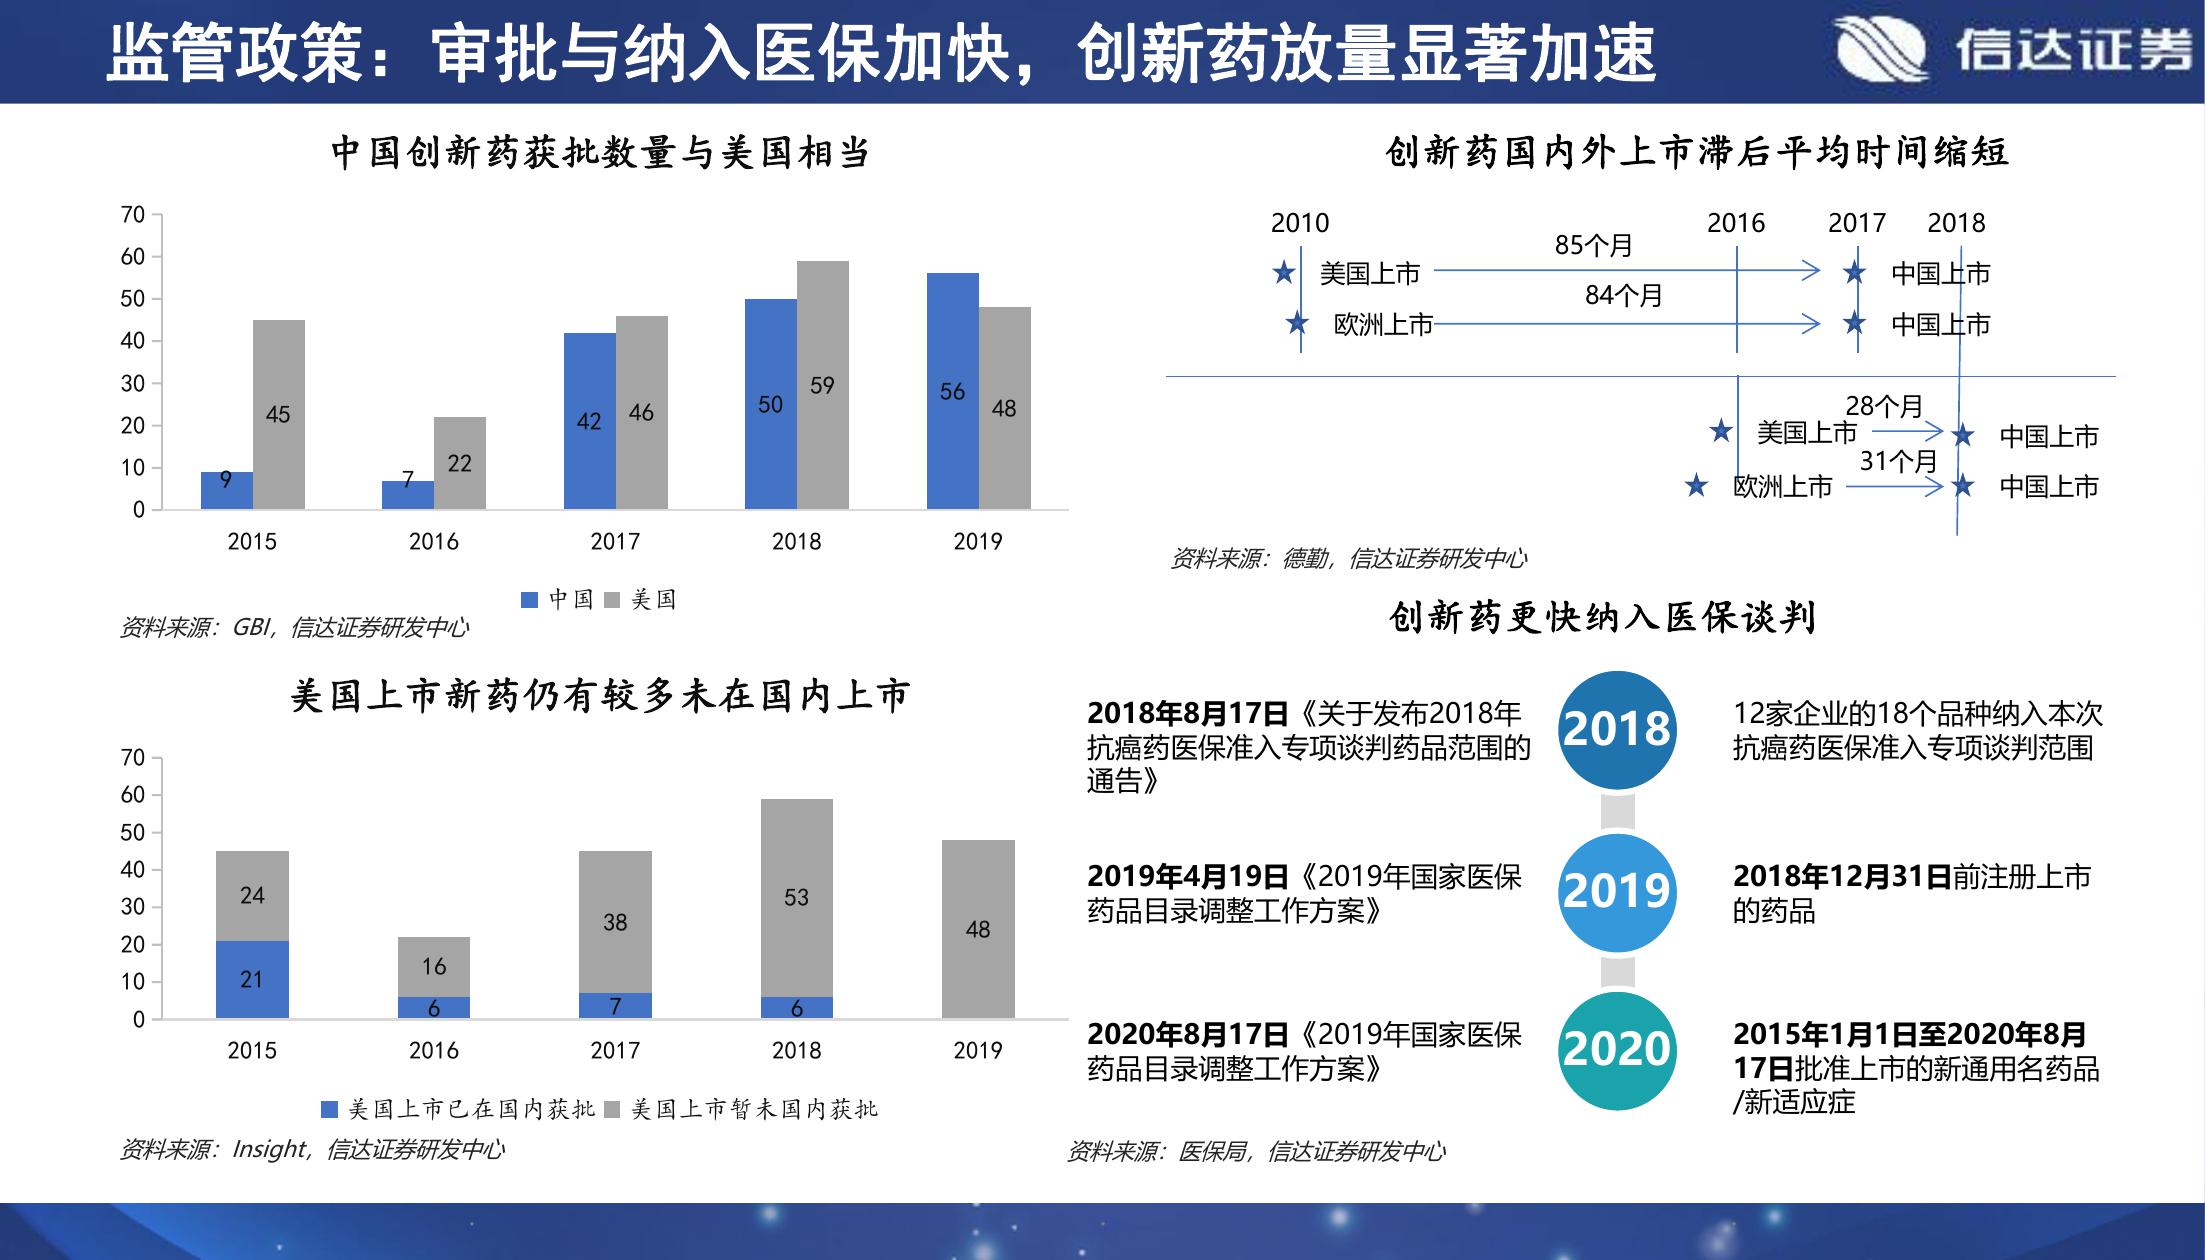 监管政策：审批与纳入医保加快，创新药放量显著加速
信达证券
中国创新药获批数量与美国相当
70
60
50
40
30
20
10
0
9
45
7
22
42
46
50
59
56
48
2015
2016
2017
2018
2019
中国
美国
资料来源：GBI，信达证券研发中心
美国上市新药仍有较多未在国内上市
70
60
50
40
30
20
10
0
24
21
16
6
38
7
53
6
48
2015
2016
2017
2018
2019
美国上市已在国内获批
美国上市暂未国内获批
资料来源：Insight，信达证券研发中心
创新药国内外上市滞后平均时间缩短
2010
2016
2017
2018
85个月
美国上市
中国上市
84个月
欧洲上市
中国上市
28个月
美国上市
中国上市
31个月
欧洲上市
中国上市
资料来源：德勤，信达证券研发中心
创新药更快纳入医保谈判
2018年8月17日《关于发布2018年
抗癌药医保准入专项谈判药品范围的
通告》
2018
12家企业的18个品种纳入本次
抗癌药医保准入专项谈判范围
2019年4月19日《2019年国家医保
药品目录调整工作方案》
2019
2018年12月31日前注册上市
的药品
2020年8月17日《2019年国家医保
药品目录调整工作方案》
2020
2015年1月1日至2020年8月
17日批准上市的新通用名药品
/新适应症
资料来源：医保局，信达证券研发中心